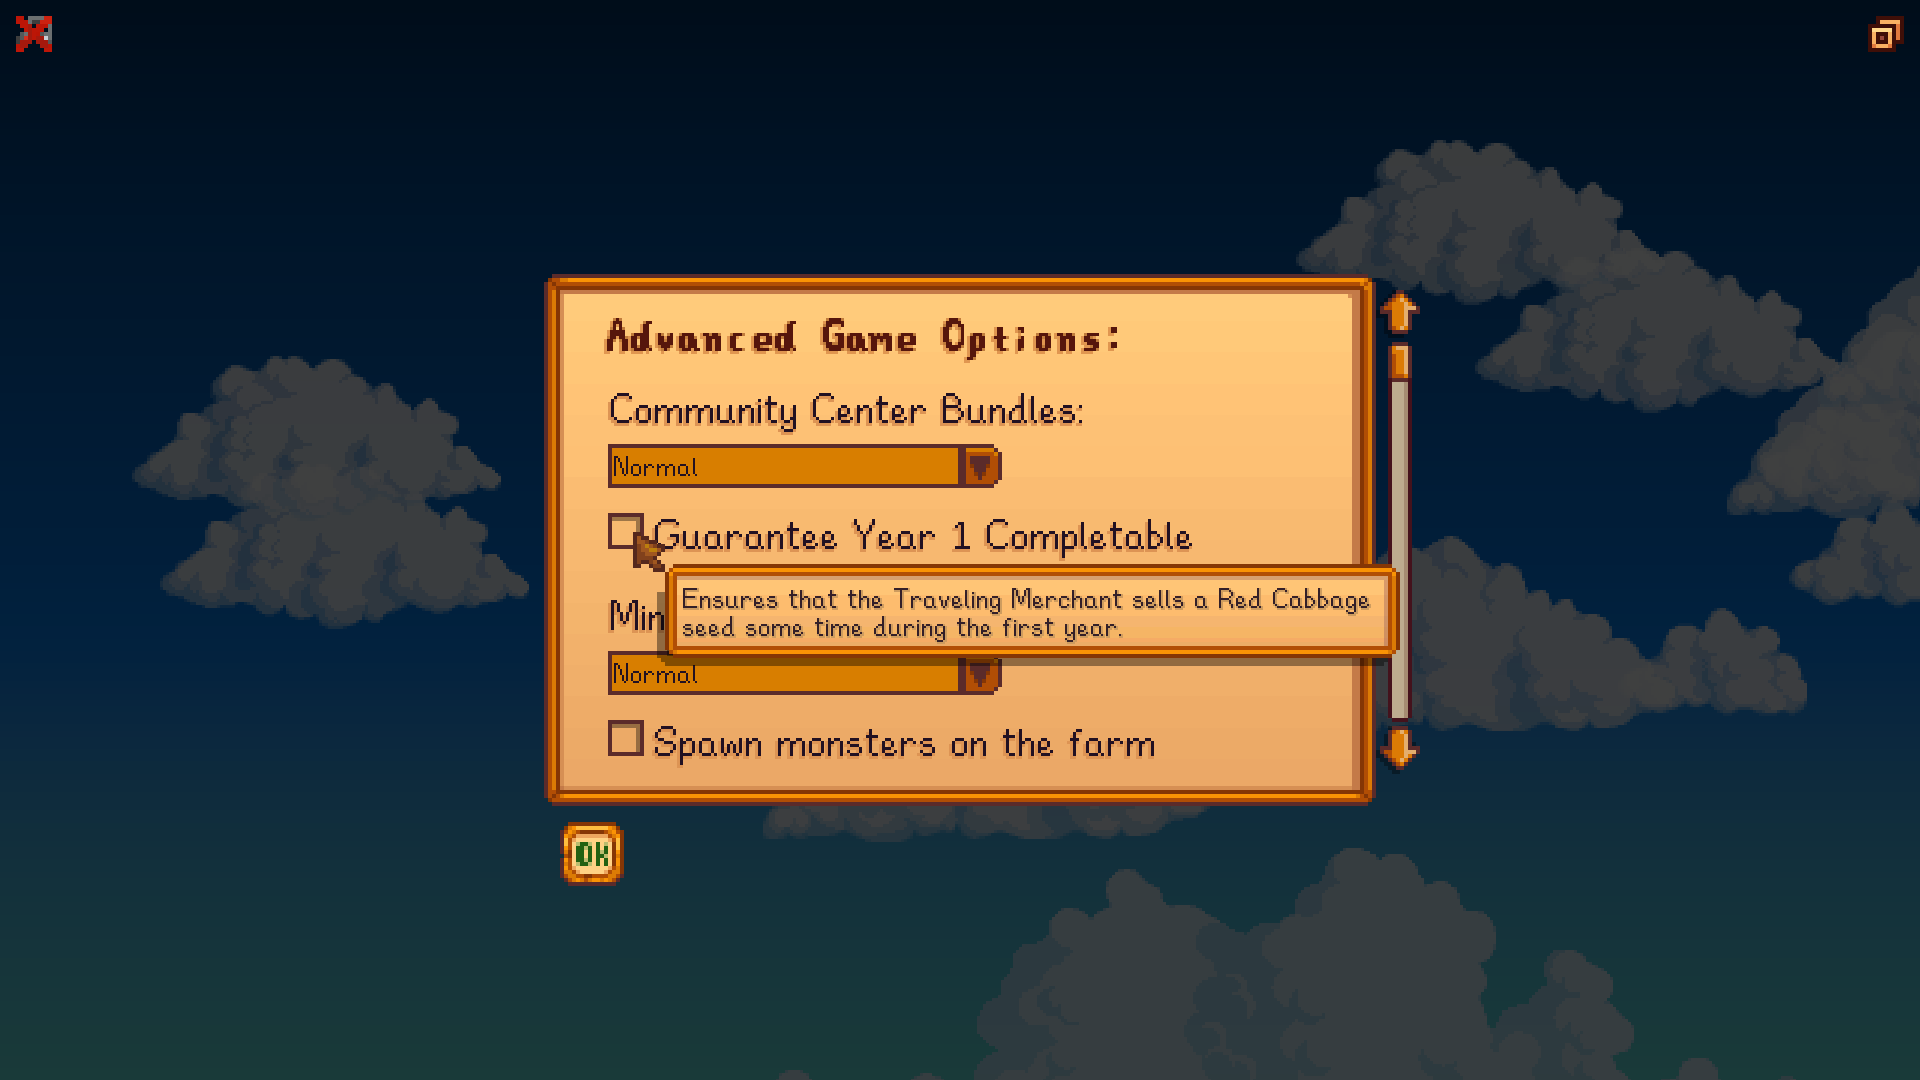 Advanced Game Options:
Community Center Bundles:
Normal
Guarantee Year 1 Completable
Ensures that the Traveling Merchant sells a Red Cabbage
seed some time during the first year.
Normal
Spawn monsters on the farm
OK